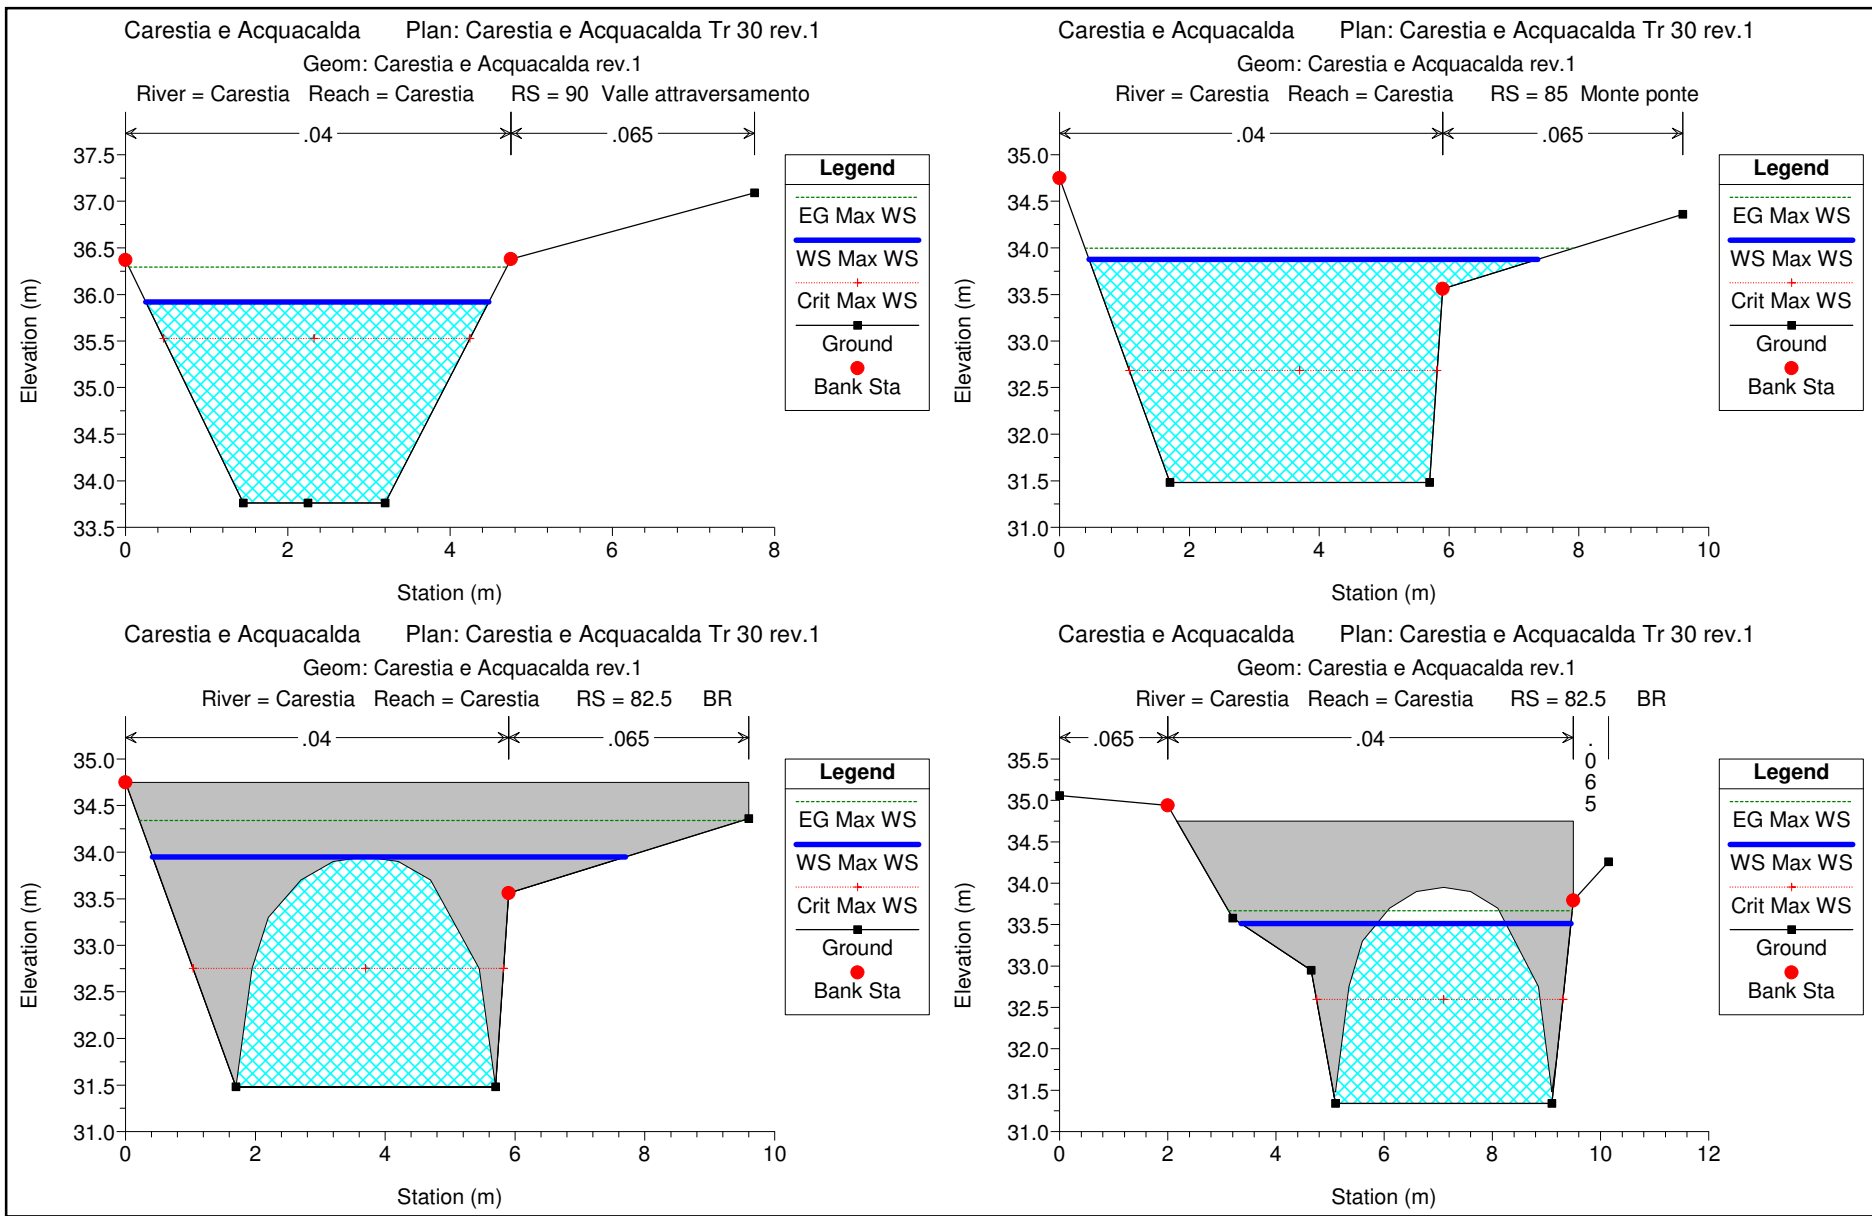 Carestia e Acquacalda Plan: Carestia e Acquacalda Tr 30 rev.1
Geom: Carestia e Acquacalda rev.1
River = Carestia Reach = Carestia RS = 90 Valle attraversamento
.04 .065
37.5
37.0
36.5
36.0
35.5
35.0
34.5
34.0
33.5
Elevation (m)
0 2 4 6 8
Station (m)
Legend
EG Max WS
WS Max WS
Crit Max WS
Ground
Bank Sta
Carestia e Acquacalda Plan: Carestia e Acquacalda Tr 30 rev.1
Geom: Carestia e Acquacalda rev.1
River = Carestia Reach = Carestia RS = 85 Monte ponte
.04 .065
35.0
34.5
34.0
33.5
33.0
32.5
32.0
31.5
31.0
Elevation (m)
0 2 4 6 8 10
Station (m)
Legend
EG Max WS
WS Max WS
Crit Max WS
Ground
Bank Sta
Carestia e Acquacalda Plan: Carestia e Acquacalda Tr 30 rev.1
Geom: Carestia e Acquacalda rev.1
River = Carestia Reach = Carestia RS = 82.5 BR
.04 .065
35.0
34.5
34.0
33.5
33.0
32.5
32.0
31.5
31.0
Elevation (m)
0 2 4 6 8 10
Station (m)
Legend
EG Max WS
WS Max WS
Crit Max WS
Ground
Bank Sta
Carestia e Acquacalda Plan: Carestia e Acquacalda Tr 30 rev.1
Geom: Carestia e Acquacalda rev.1
River = Carestia Reach = Carestia RS = 82.5 BR
.065 .04 .065
35.5
35.0
34.5
34.0
33.5
33.0
32.5
32.0
31.5
31.0
Elevation (m)
0 2 4 6 8 10 12
Station (m)
Legend
EG Max WS
WS Max WS
Crit Max WS
Ground
Bank Sta